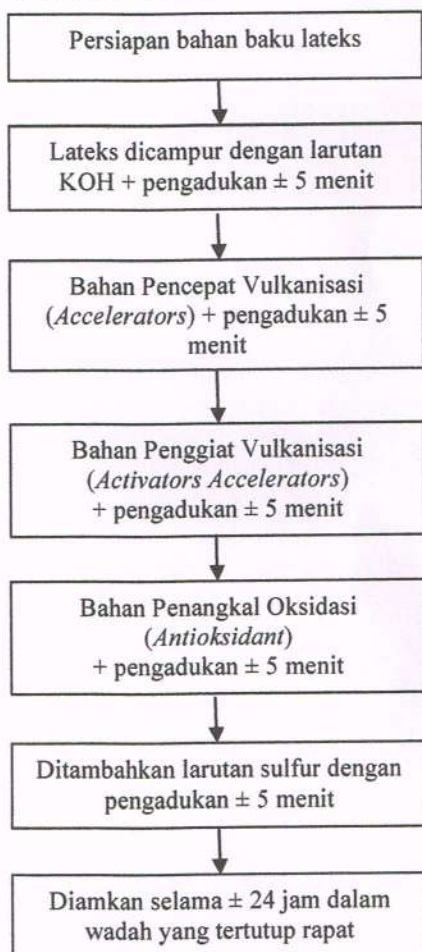 Persiapan bahan baku lateks
Lateks dicampur dengan larutan
KOH + pengadukan ± 5 menit
Bahan Pencepat Vulkanisasi
(Accelerators) + pengadukan ± 5
menit
Bahan Penggiat Vulkanisasi
(Activators Accelerators)
+ pengadukan ± 5 menit
Bahan Penangkal Oksidasi
(Antioksidant)
+ pengadukan ± 5 menit
Ditambahkan larutan sulfur dengan
pengadukan ± 5 menit
Diamkan selama ± 24 jam dalam
wadah yang tertutup rapat